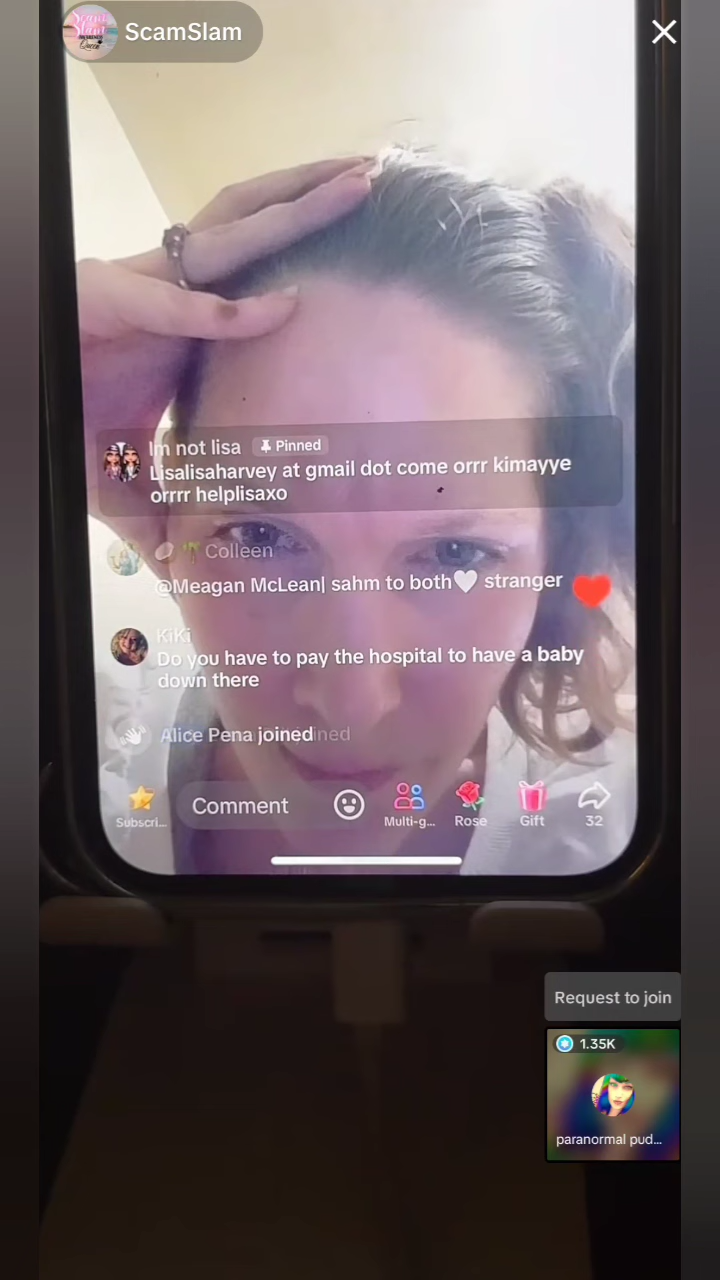 ScamSlam
Im not lisa Pinned
Lisalisaharvey at gmail dot come orrr kimayye
orrrr helplisaxo
Colleen
@Meagan McLean| sahm to both🤍 stranger
KiKi
Do you have to pay the hospital to have a baby
down there
Alice Pena joined
Subscri...
Comment
Multi-g...
Rose
Gift
32
Request to join
1.35K
paranormal pud...